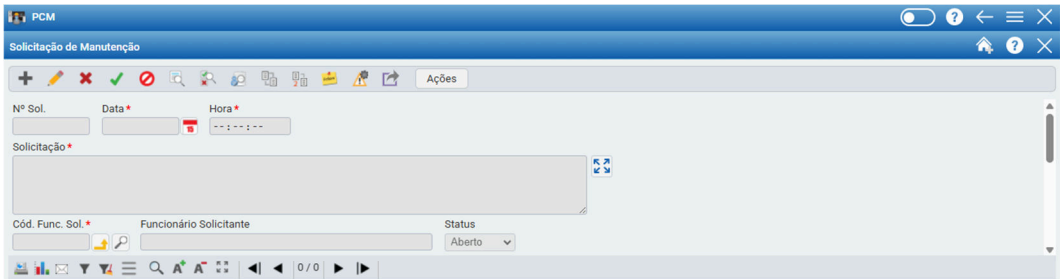 PCM
Solicitação de Manutenção
Ações
Nº Sol. Data* Hora*
15 --:--:--
Solicitação*
Cód. Func. Sol.* Funcionário Solicitante Status
Aberto
0/0